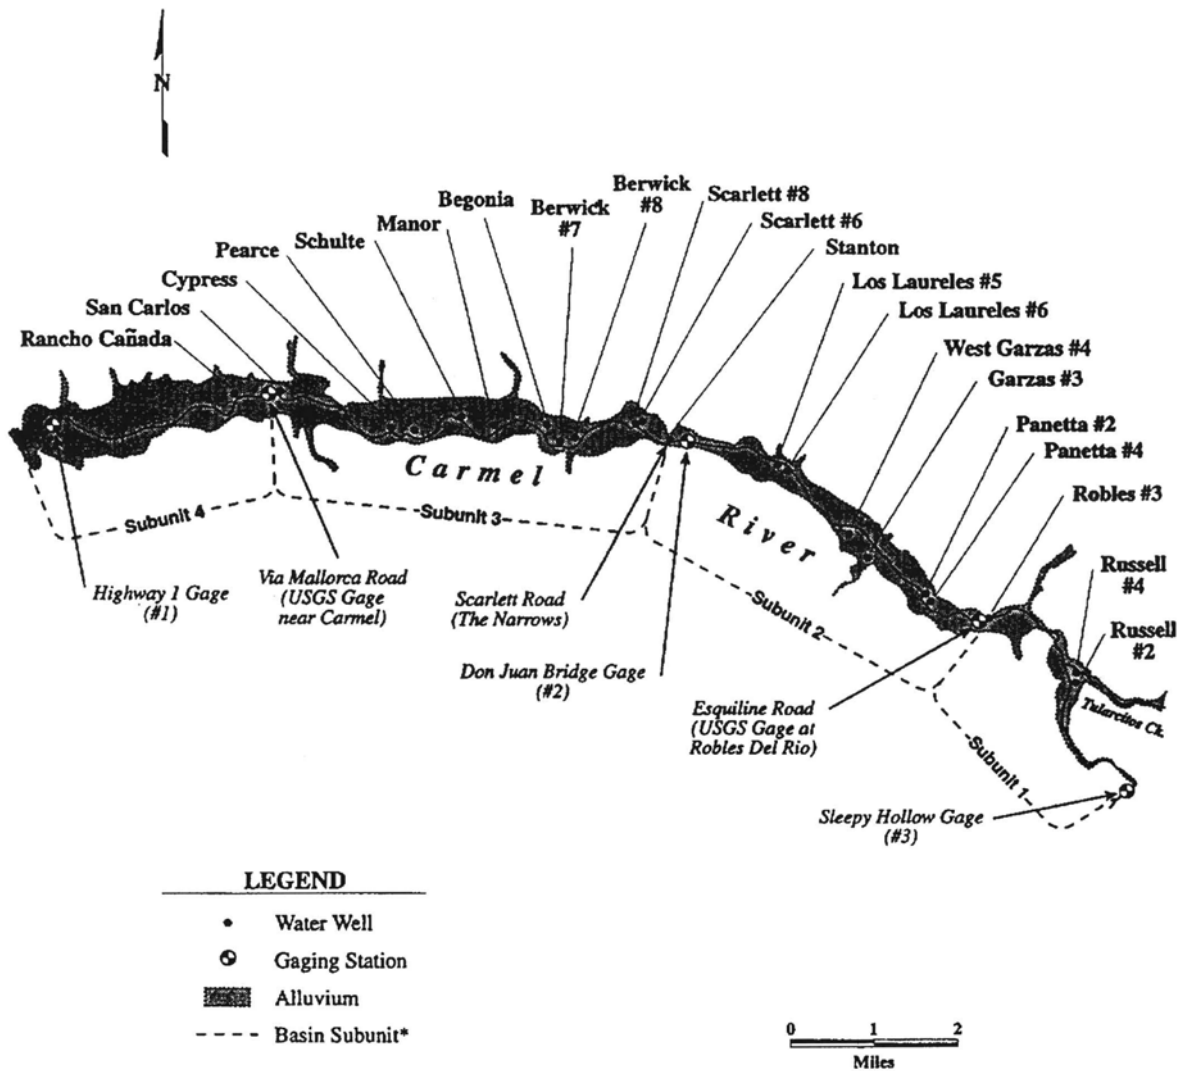 N
Berwick
#8
Scarlett #8
Begonia
Berwick
#7
Scarlett #6
Manor
Stanton
Schulte
Pearce
Cypress
Los Laureles #5
San Carlos
Los Laureles #6
Rancho Cañada
West Garzas #4
Garzas #3
Panetta #2
Panetta #4
Robles #3
Carmel
River
Subunit 4
Subunit 3
Subunit 2
Subunit 1
Russell
#4
Russell
#2
Tularcitos Ck.
Highway 1 Gage
(#1)
Via Mallorca Road
(USGS Gage
near Carmel)
Scarlett Road
(The Narrows)
Don Juan Bridge Gage
(#2)
Esquiline Road
(USGS Gage at
Robles Del Rio)
Sleepy Hollow Gage
(#3)
LEGEND
Water Well
Gaging Station
Alluvium
Basin Subunit*
0 1 2
Miles